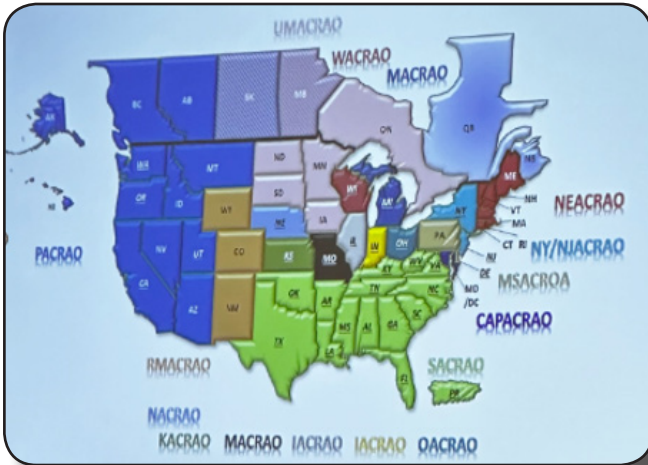 UMACRAO
WACRAO
MACRAO
BC
AB
SK
MB
ON
QB
NB
AK
HI
WA
MT
ND
MN
OR
ID
WY
SD
WI
MI
NY
ME
NH
VT
MA
CT RI
NEACRAO
NY/NJACRAO
NV
UT
CO
NE
IA
IL
IN
OH
PA
NJ
DE
MD
/DC
MSACROA
CAPACRAO
PACRAO
CA
AZ
NM
KS
MO
KY
WV
VA
OK
AR
TN
NC
SC
TX
LA
MS
AL
GA
FL
PR
RMACRAO
SACRAO
NACRAO
KACRAO MACRAO IACRAO IACRAO OACRAO